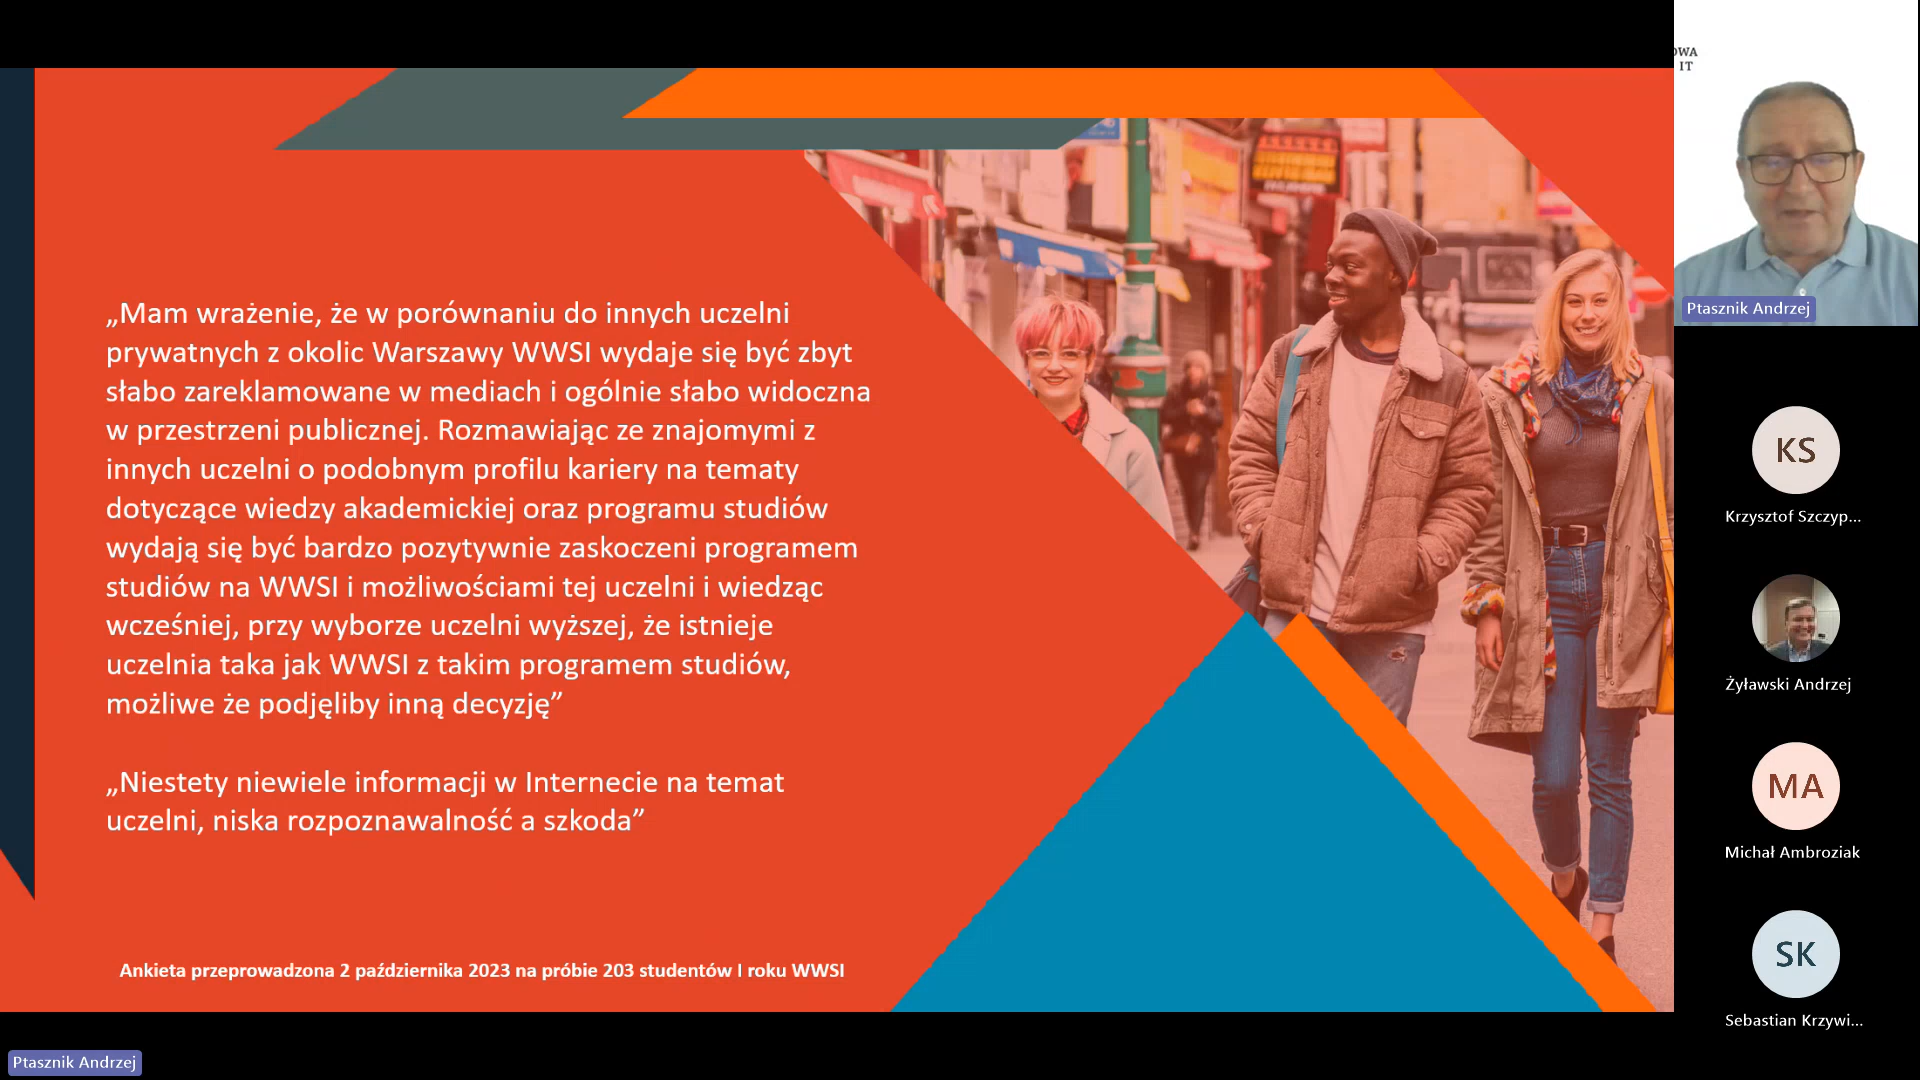 „Mam wrażenie, że w porównaniu do innych uczelni
prywatnych z okolic Warszawy WWSI wydaje się być zbyt
słabo zareklamowane w mediach i ogólnie słabo widoczna
w przestrzeni publicznej. Rozmawiając ze znajomymi z
innych uczelni o podobnym profilu kariery na tematy
dotyczące wiedzy akademickiej oraz programu studiów
wydają się być bardzo pozytywnie zaskoczeni programem
studiów na WWSI i możliwościami tej uczelni i wiedząc
wcześniej, przy wyborze uczelni wyższej, że istnieje
uczelnia taka jak WWSI z takim programem studiów,
możliwe że podjęliby inną decyzję”
„Niestety niewiele informacji w Internecie na temat
uczelni, niska rozpoznawalność a szkoda”
Ankieta przeprowadzona 2 października 2023 na próbie 203 studentów I roku WWSI
Ptasznik Andrzej
OWA
IT
Ptasznik Andrzej
KS
Krzysztof Szczyp...
Żyławski Andrzej
MA
Michał Ambroziak
SK
Sebastian Krzywi...